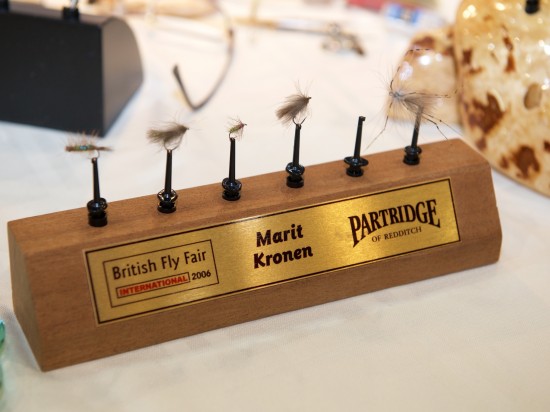 British Fly Fair
INTERNATIONAL 2006
Marit
Kronen
PARTRIDGE
OF REDDITCH